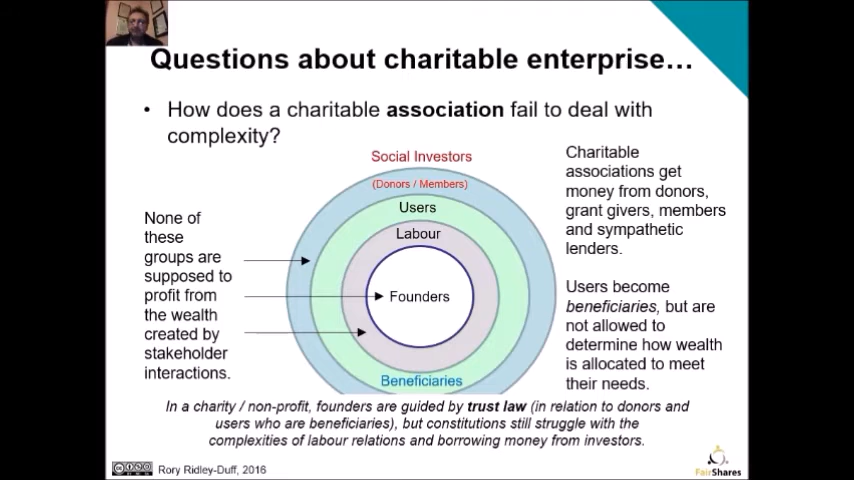 Questions about charitable enterprise…
• How does a charitable association fail to deal with
complexity?
Social Investors
(Donors / Members)
Users
Labour
Founders
Beneficiaries
None of
these
groups are
supposed to
profit from
the wealth
created by
stakeholder
interactions.
Charitable
associations get
money from donors,
grant givers, members
and sympathetic
lenders.
Users become
beneficiaries, but are
not allowed to
determine how wealth
is allocated to meet
their needs.
In a charity / non-profit, founders are guided by trust law (in relation to donors and
users who are beneficiaries), but constitutions still struggle with the
complexities of labour relations and borrowing money from investors.
Rory Ridley-Duff, 2016
FairShares